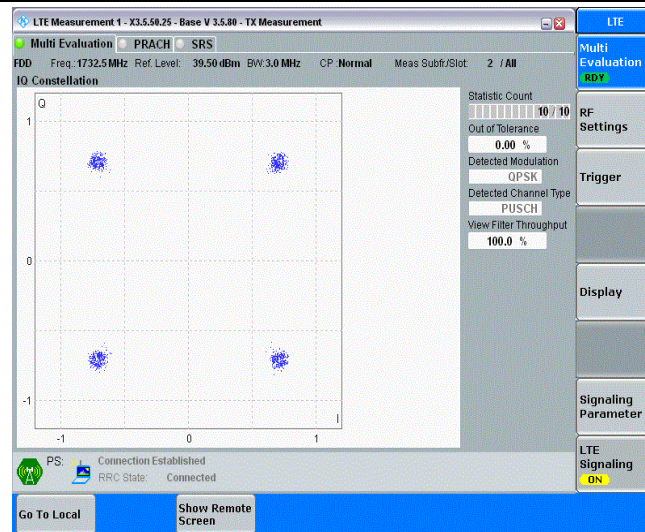 LTE Measurement 1 - X3.5.50.25 - Base V 3.5.80 - TX Measurement
LTE
Multi Evaluation PRACH SRS
Multi
Evaluation
RDY
FDD Freq.:1732.5 MHz Ref. Level: 39.50 dBm BW:3.0 MHz CP :Normal Meas Subfr./Slot: 2 / All
IQ Constellation
Statistic Count
10 / 10
Out of Tolerance
0.00 %
Detected Modulation
QPSK
Detected Channel Type
PUSCH
View Filter Throughput
100.0 %
Q
1
0
-1
I
-1 0 1
RF
Settings
Trigger
Display
Signaling
Parameter
LTE
Signaling
ON
PS: Connection Established
RRC State: Connected
Go To Local
Show Remote
Screen